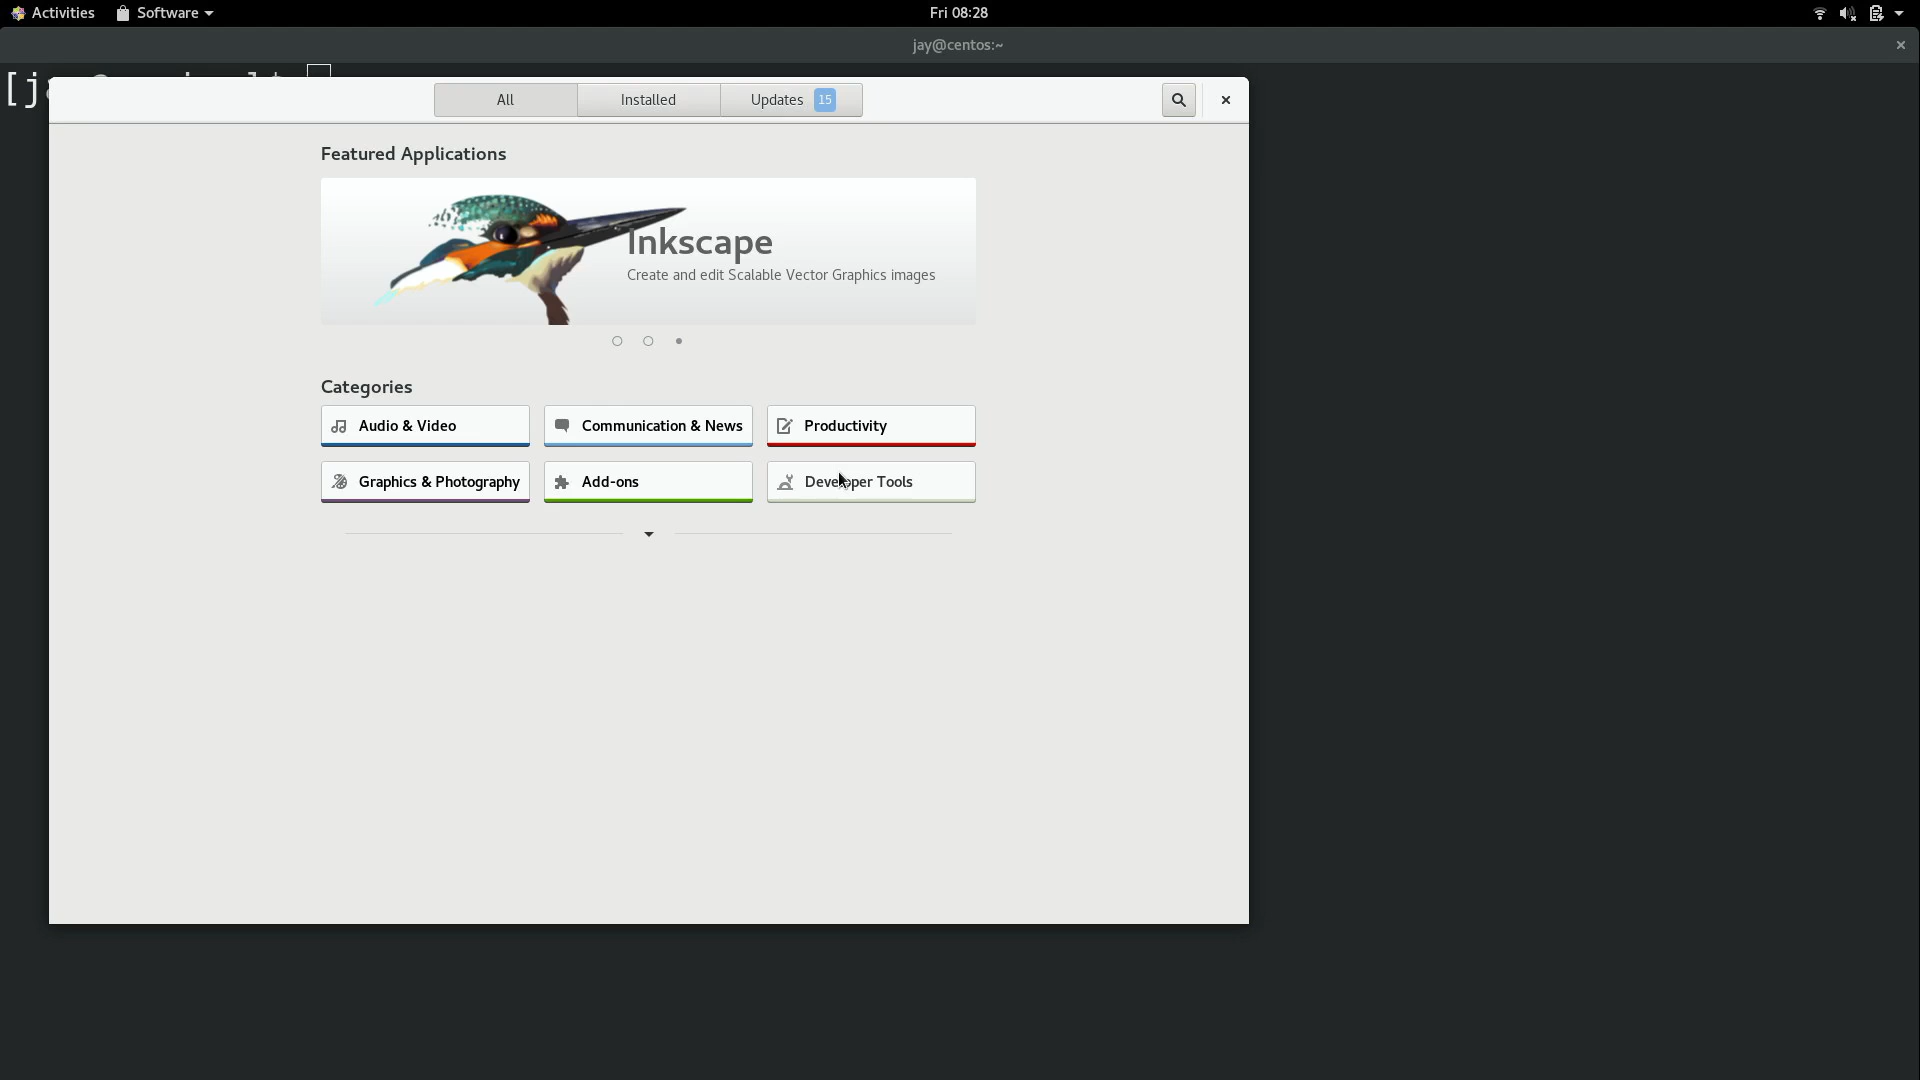 Activities Software Fri 08:28
jay@centos:~
All Installed Updates 15
Featured Applications
Inkscape
Create and edit Scalable Vector Graphics images
Categories
Audio & Video Communication & News Productivity
Graphics & Photography Add-ons Developer Tools